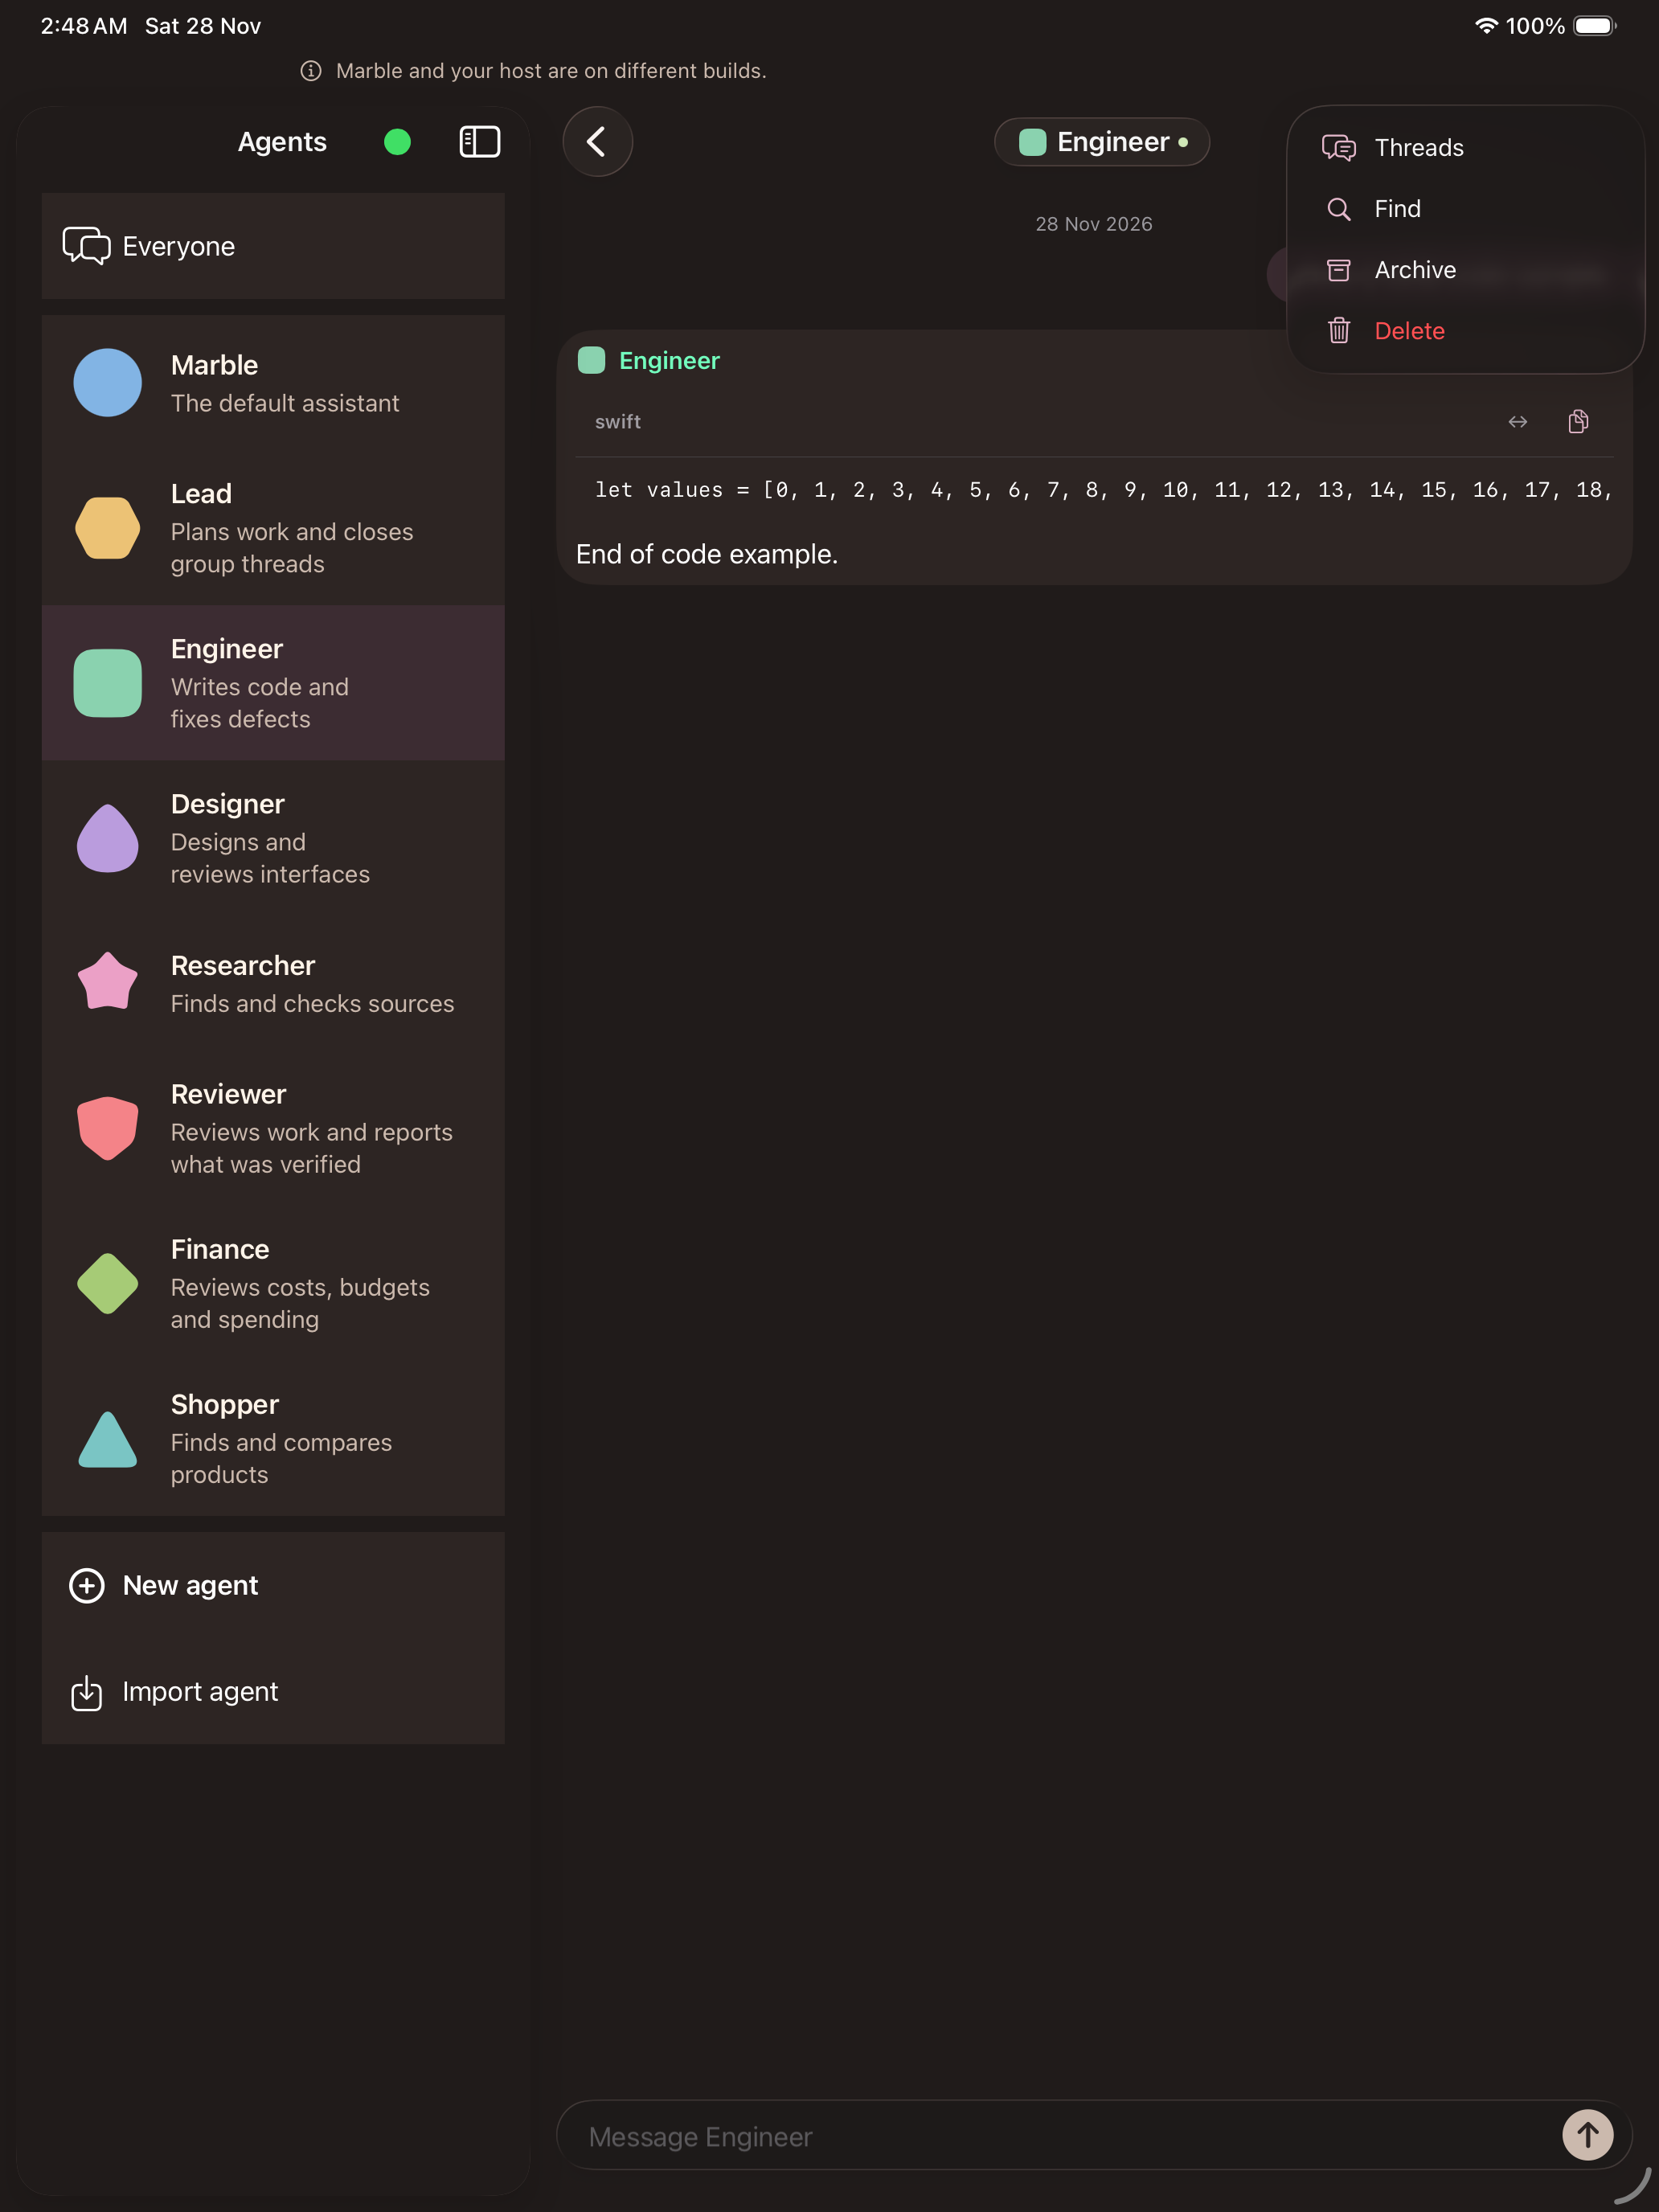 2:48 AM Sat 28 Nov
100%
Marble and your host are on different builds.
Agents
Everyone
Marble
The default assistant
Lead
Plans work and closes
group threads
Engineer
Writes code and
fixes defects
Designer
Designs and
reviews interfaces
Researcher
Finds and checks sources
Reviewer
Reviews work and reports
what was verified
Finance
Reviews costs, budgets
and spending
Shopper
Finds and compares
products
New agent
Import agent
Engineer
28 Nov 2026
Threads
Find
Archive
Delete
Engineer
swift
let values = [0, 1, 2, 3, 4, 5, 6, 7, 8, 9, 10, 11, 12, 13, 14, 15, 16, 17, 18,
End of code example.
Message Engineer